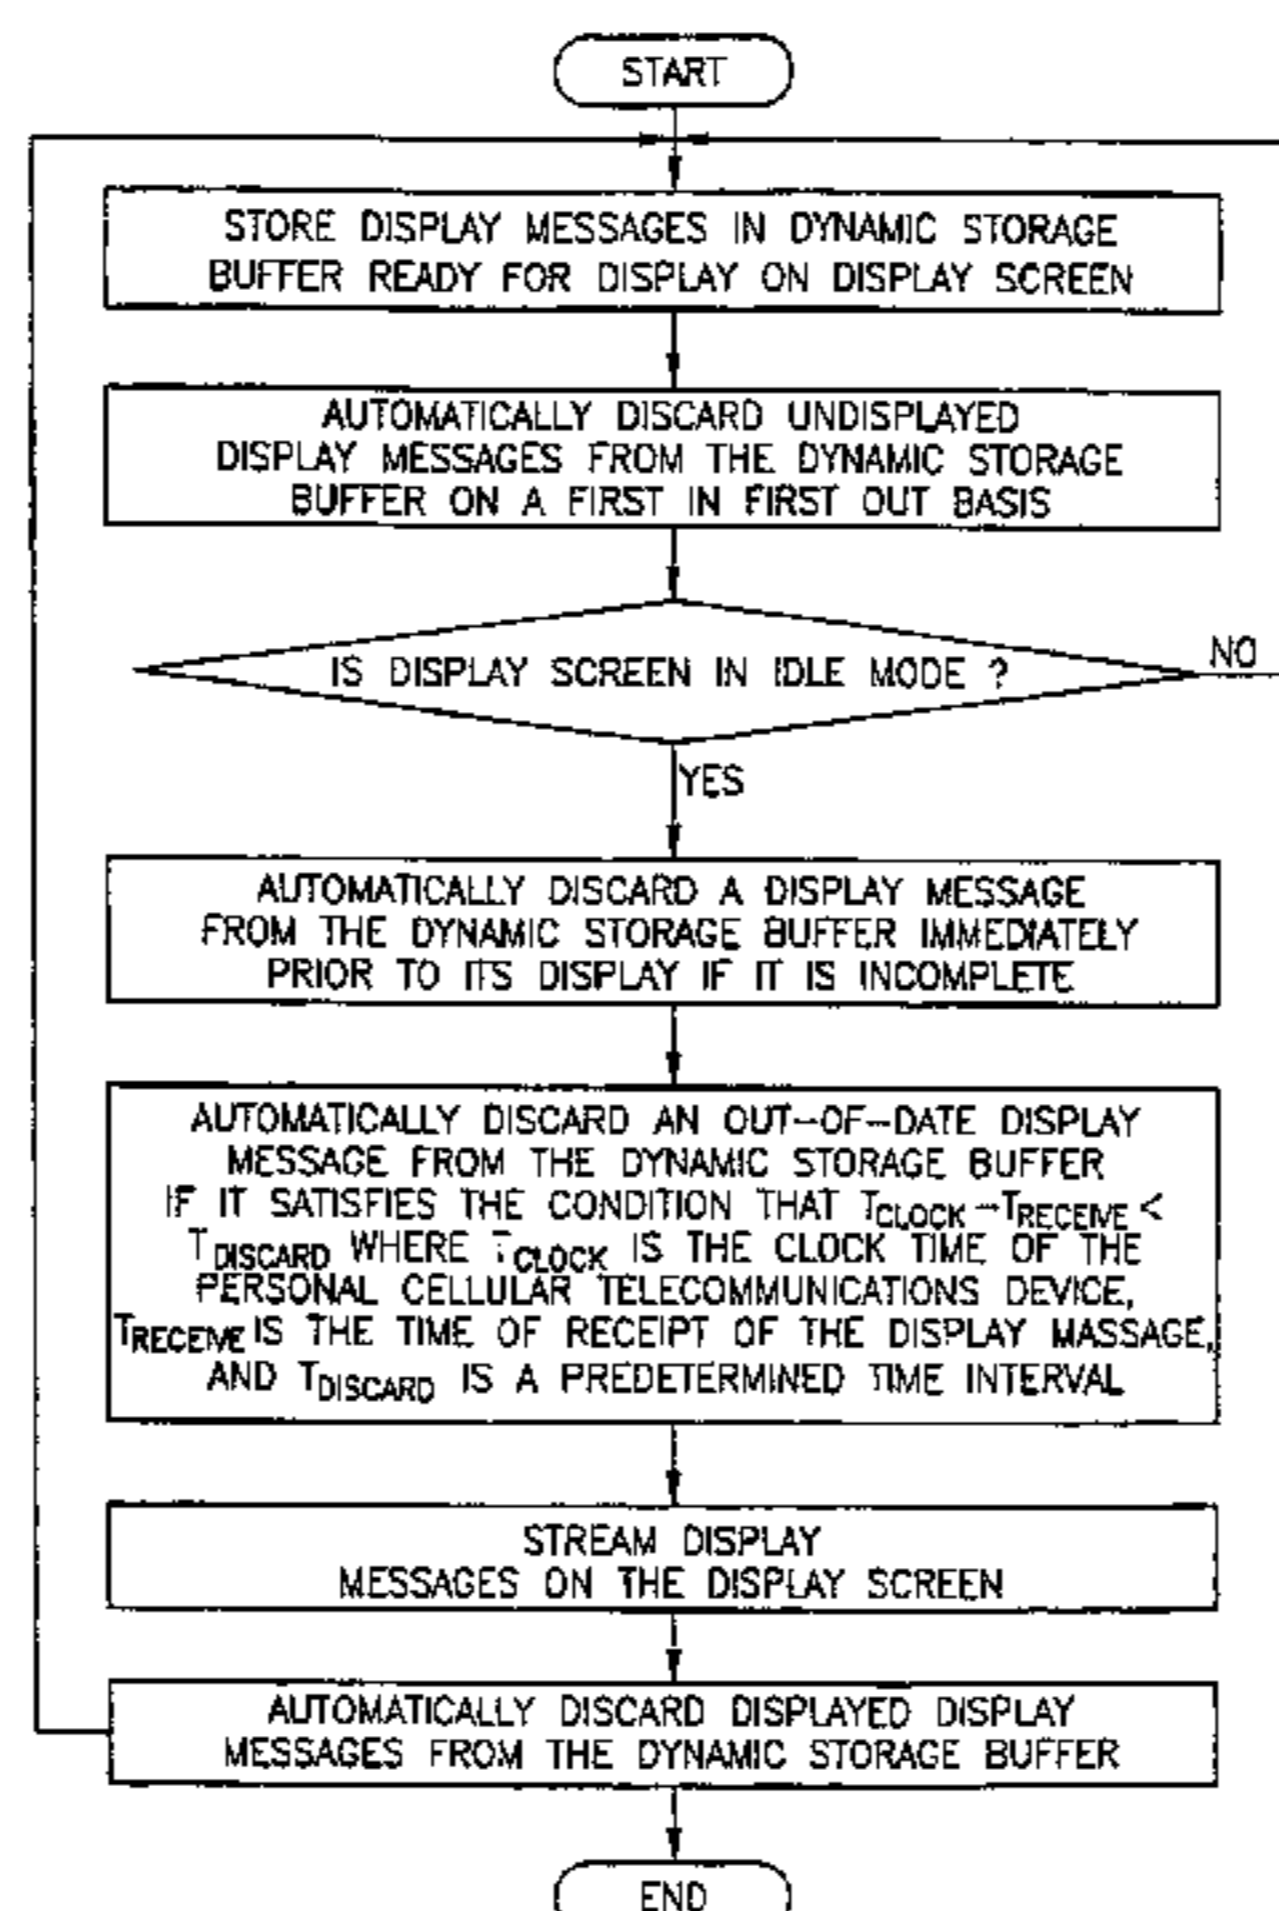 START
STORE DISPLAY MESSAGES IN DYNAMIC STORAGE
BUFFER READY FOR DISPLAY ON DISPLAY SCREEN
AUTOMATICALLY DISCARD UNDISPLAYED
DISPLAY MESSAGES FROM THE DYNAMIC STORAGE
BUFFER ON A FIRST IN FIRST OUT BASIS
IS DISPLAY SCREEN IN IDLE MODE ?
NO
YES
AUTOMATICALLY DISCARD A DISPLAY MESSAGE
FROM THE DYNAMIC STORAGE BUFFER IMMEDIATELY
PRIOR TO ITS DISPLAY IF IT IS INCOMPLETE
AUTOMATICALLY DISCARD AN OUT-OF-DATE DISPLAY
MESSAGE FROM THE DYNAMIC STORAGE BUFFER
IF IT SATISFIES THE CONDITION THAT TCLOCK-TRECEIVE <
TDISCARD WHERE TCLOCK IS THE CLOCK TIME OF THE
PERSONAL CELLULAR TELECOMMUNICATIONS DEVICE,
TRECEIVE IS THE TIME OF RECEIPT OF THE DISPLAY MASSAGE,
AND TDISCARD IS A PREDETERMINED TIME INTERVAL
STREAM DISPLAY
MESSAGES ON THE DISPLAY SCREEN
AUTOMATICALLY DISCARD DISPLAYED DISPLAY
MESSAGES FROM THE DYNAMIC STORAGE BUFFER
END